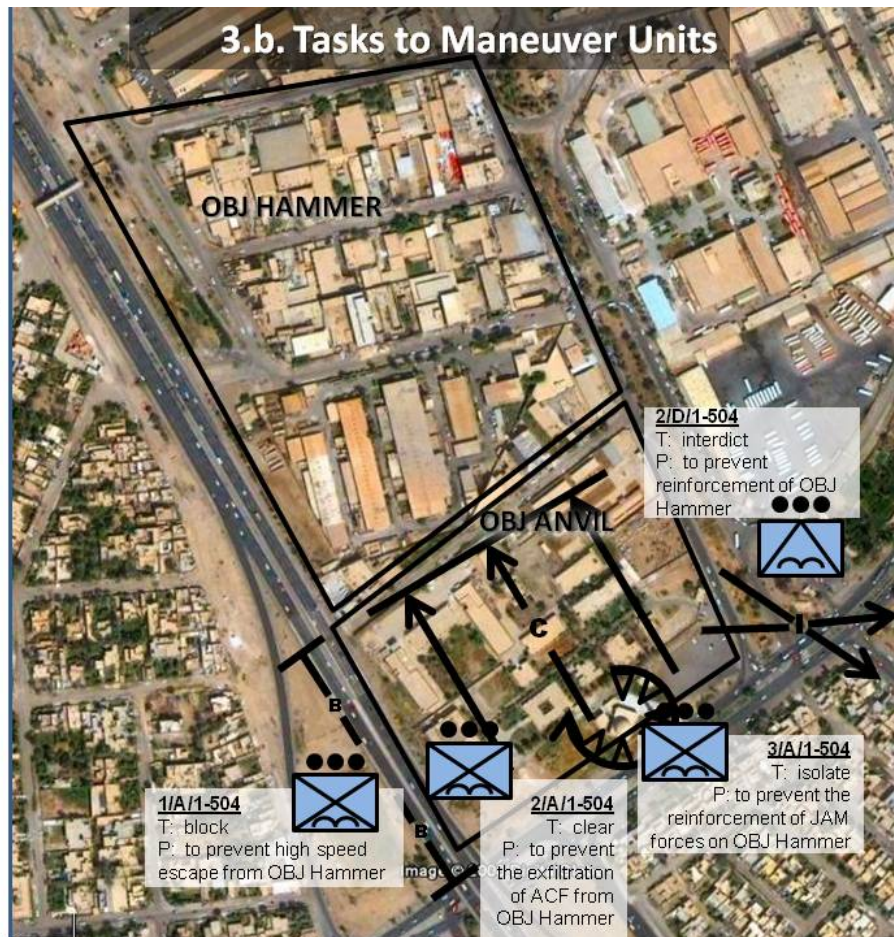 3.b. Tasks to Maneuver Units
OBJ HAMMER
2/D/1-504
T: interdict
P: to prevent
reinforcement of OBJ
Hammer
OBJ ANVIL
I
C
B
1/A/1-504
T: block
P: to prevent high speed
escape from OBJ Hammer
B
2/A/1-504
T: clear
P: to prevent
the exfiltration
of ACF from
OBJ Hammer
3/A/1-504
T: isolate
P: to prevent the
reinforcement of JAM
forces on OBJ Hammer
Image ©